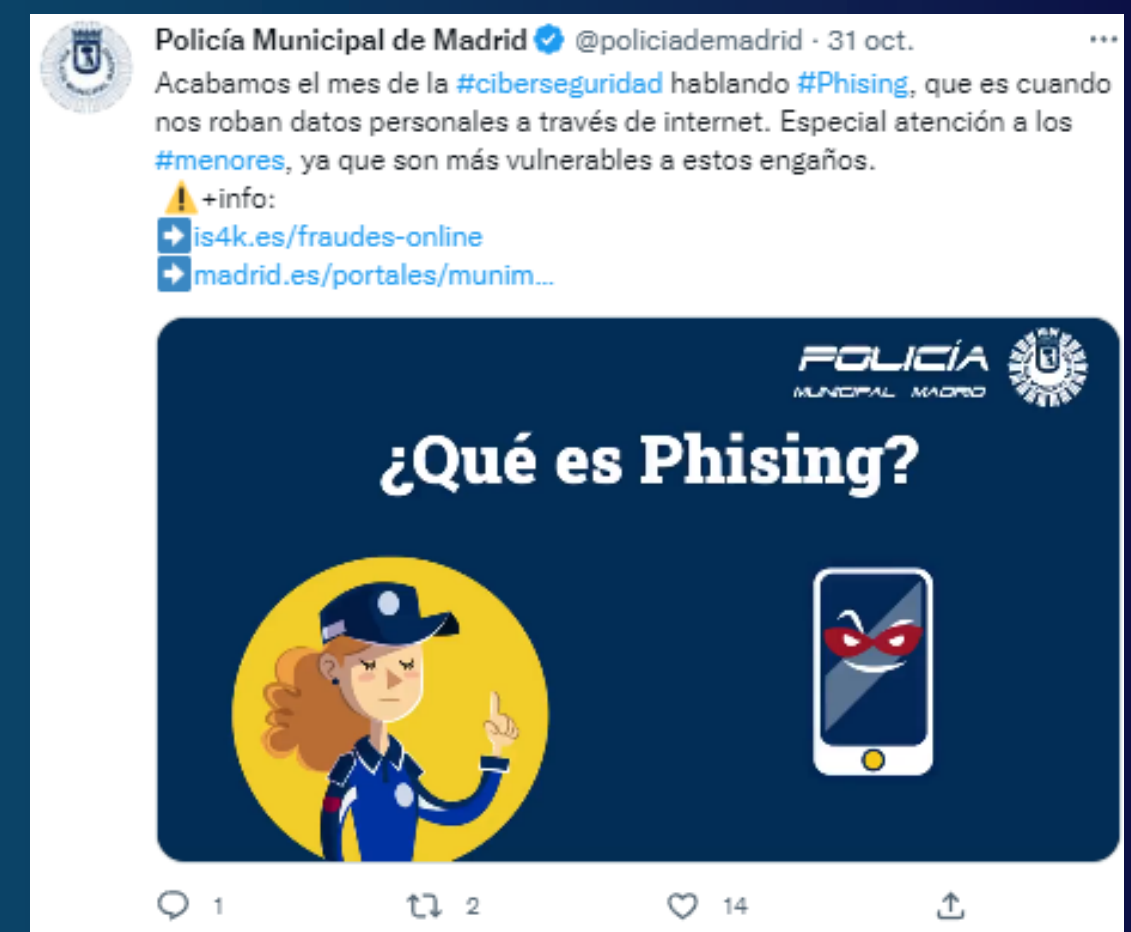 Policía Municipal de Madrid @policiademadrid · 31 oct.
Acabamos el mes de la #ciberseguridad hablando #Phising, que es cuando
nos roban datos personales a través de internet. Especial atención a los
#menores, ya que son más vulnerables a estos engaños.
⚠️+info:
➡️is4k.es/fraudes-online
➡️madrid.es/portales/munim...
POLICÍA
MUNICIPAL MADRID
¿Qué es Phising?
1 2 14